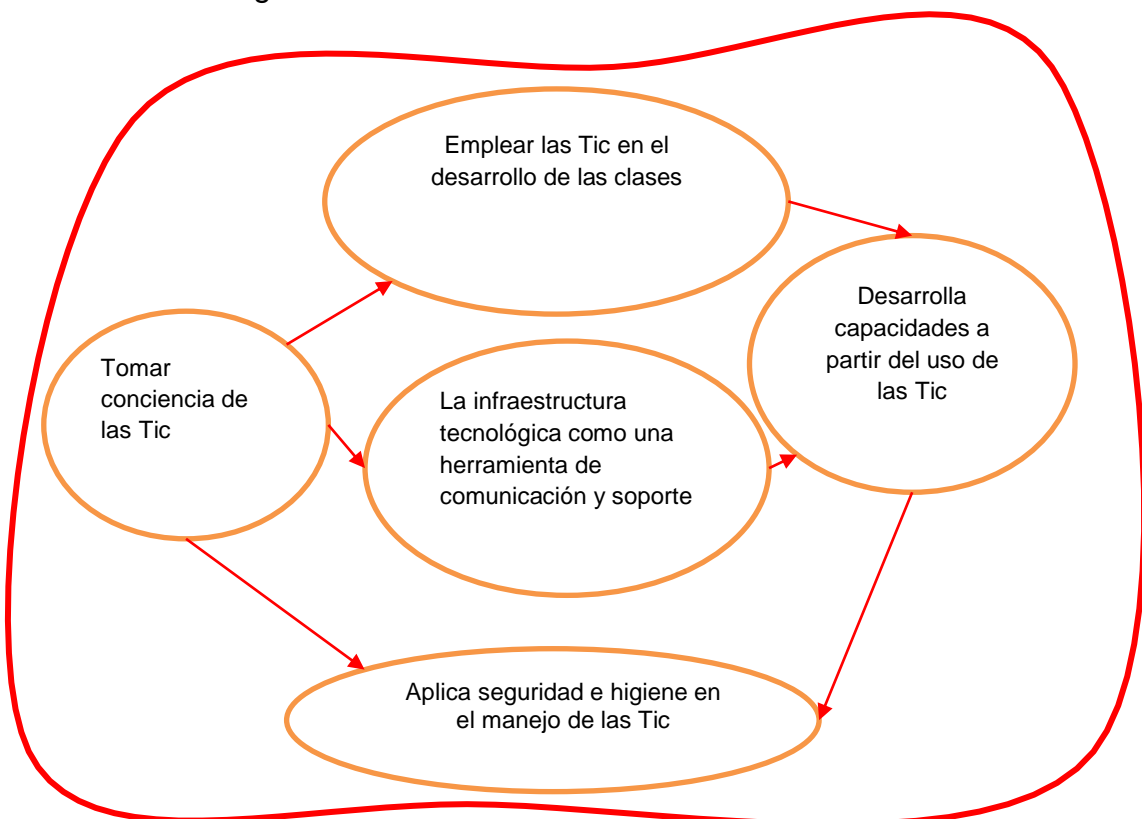 Emplear las Tic en el
desarrollo de las clases
Desarrolla
capacidades a
partir del uso de
las Tic
Tomar
conciencia de
las Tic
La infraestructura
tecnológica como una
herramienta de
comunicación y soporte
Aplica seguridad e higiene en
el manejo de las Tic